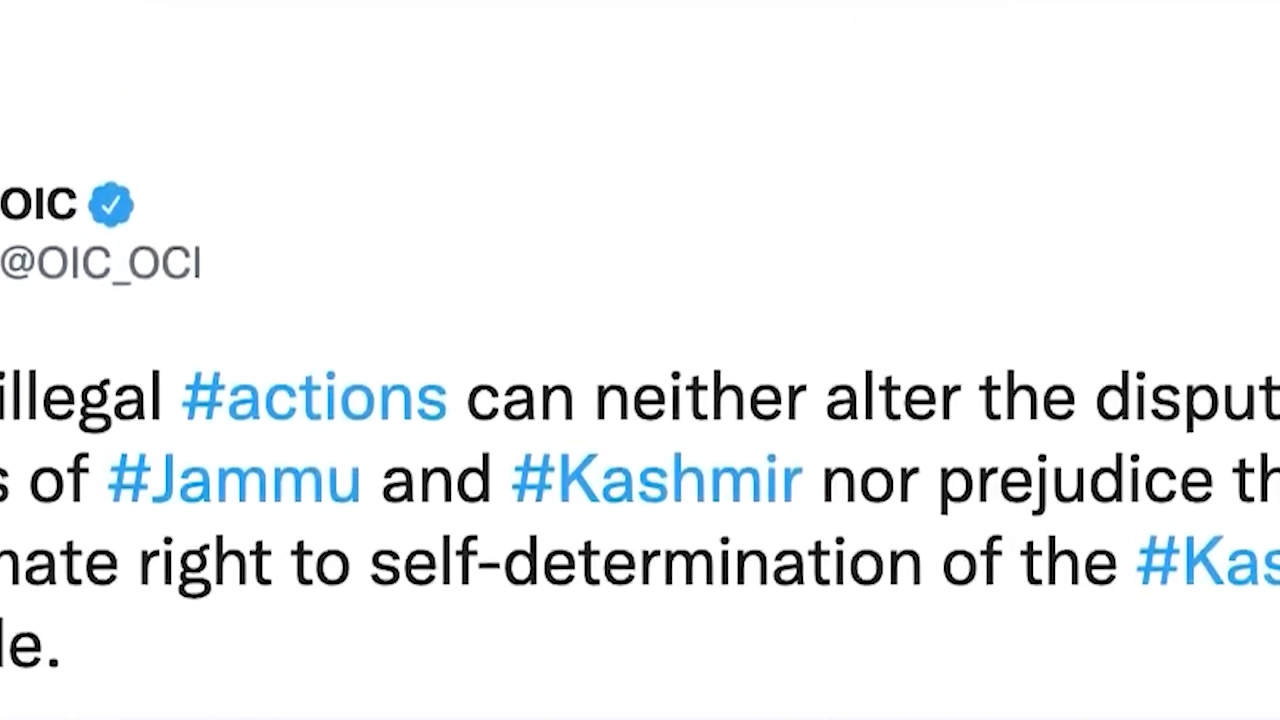 OIC
@OIC_OCI
illegal #actions can neither alter the disput
s of #Jammu and #Kashmir nor prejudice th
nate right to self-determination of the #Kas
le.